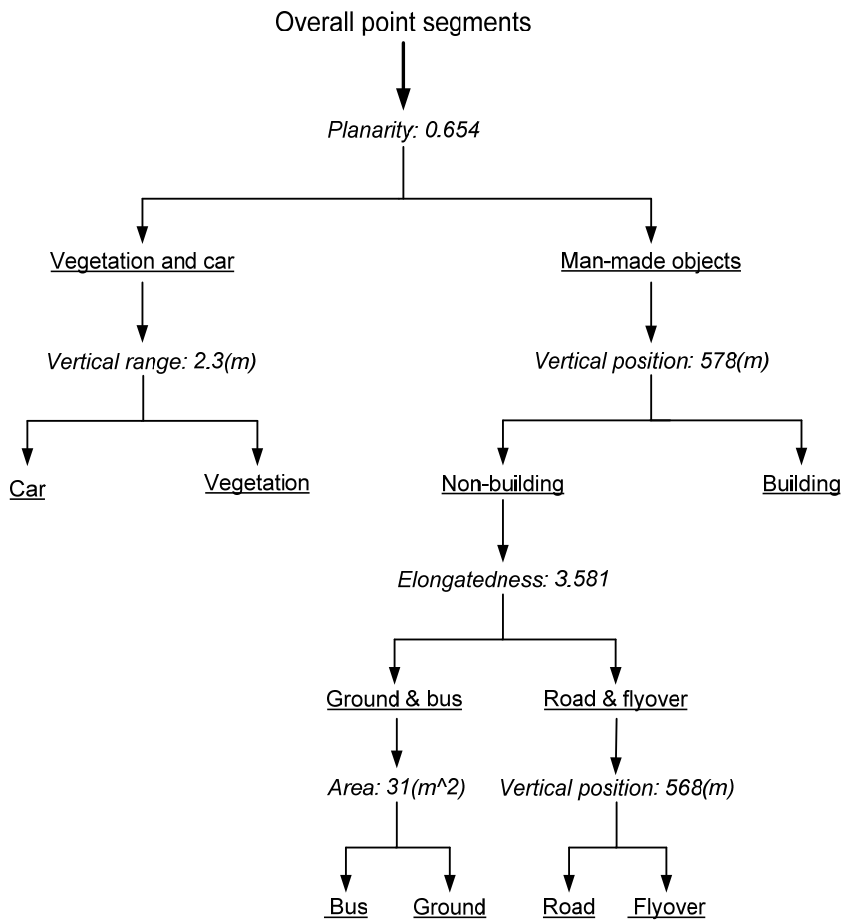 Overall point segments
Planarity: 0.654
Vegetation and car
Man-made objects
Vertical range: 2.3(m)
Vertical position: 578(m)
Car
Vegetation
Non-building
Building
Elongatedness: 3.581
Ground & bus
Road & flyover
Area: 31(m^2)
Vertical position: 568(m)
Bus
Ground
Road
Flyover